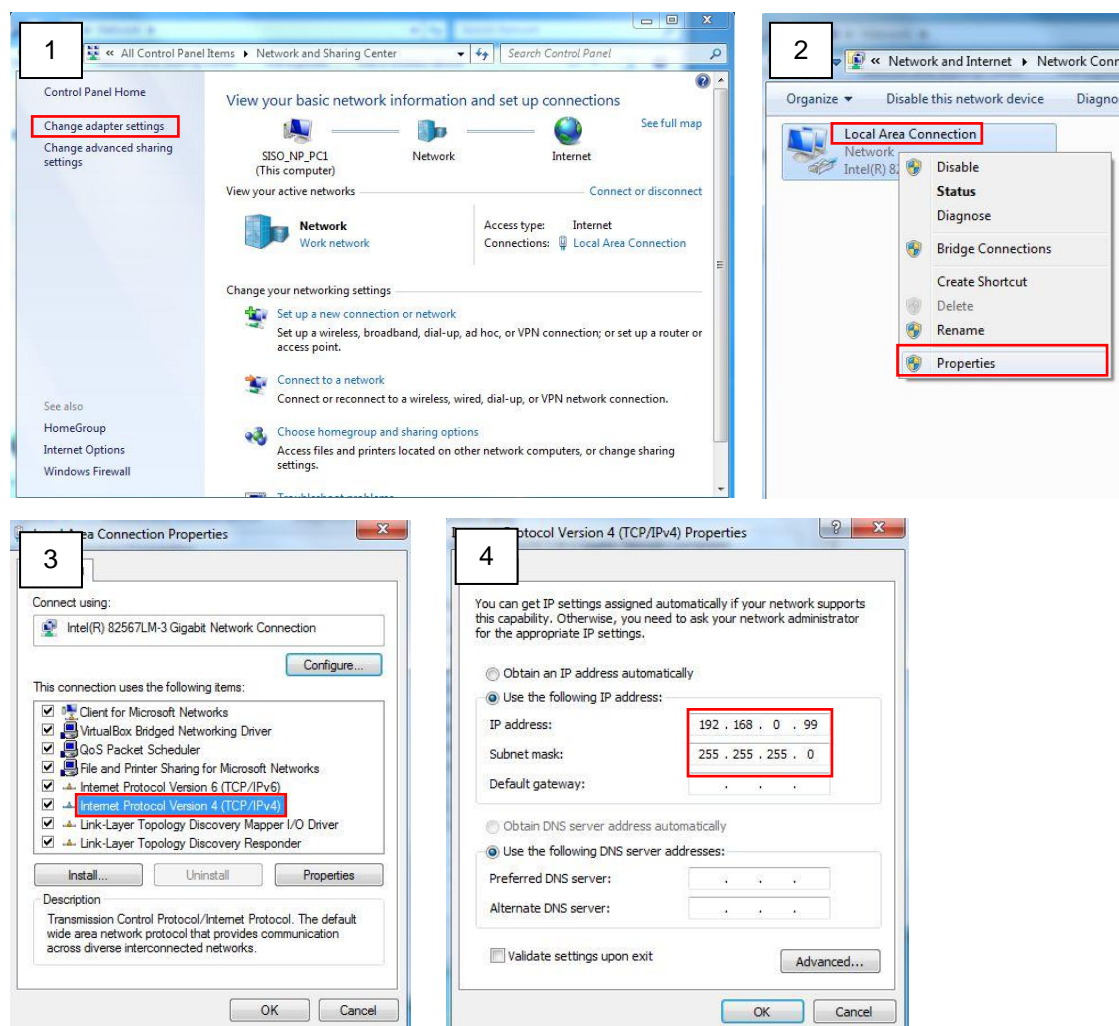 1
« All Control Panel Items ▸ Network and Sharing Center
Search Control Panel
Control Panel Home
Change adapter settings
Change advanced sharing
settings
See also
HomeGroup
Internet Options
Windows Firewall
View your basic network information and set up connections
See full map
SISO_NP_PC1
(This computer)
Network
Internet
View your active networks
Connect or disconnect
Network
Work network
Access type: Internet
Connections: Local Area Connection
Change your networking settings
Set up a new connection or network
Set up a wireless, broadband, dial-up, ad hoc, or VPN connection; or set up a router or
access point.
Connect to a network
Connect or reconnect to a wireless, wired, dial-up, or VPN network connection.
Choose homegroup and sharing options
Access files and printers located on other network computers, or change sharing
settings.
Troubleshoot problems
2
« Network and Internet ▸ Network Conn
Organize Disable this network device Diagno
Local Area Connection
Network
Intel(R) 8
Disable
Status
Diagnose
Bridge Connections
Create Shortcut
Delete
Rename
Properties
3
ea Connection Properties
Connect using:
Intel(R) 82567LM-3 Gigabit Network Connection
Configure...
This connection uses the following items:
Client for Microsoft Networks
VirtualBox Bridged Networking Driver
QoS Packet Scheduler
File and Printer Sharing for Microsoft Networks
Internet Protocol Version 6 (TCP/IPv6)
Internet Protocol Version 4 (TCP/IPv4)
Link-Layer Topology Discovery Mapper I/O Driver
Link-Layer Topology Discovery Responder
Install... Uninstall Properties
Description
Transmission Control Protocol/Internet Protocol. The default
wide area network protocol that provides communication
across diverse interconnected networks.
OK Cancel
4
otocol Version 4 (TCP/IPv4) Properties
You can get IP settings assigned automatically if your network supports
this capability. Otherwise, you need to ask your network administrator
for the appropriate IP settings.
Obtain an IP address automatically
Use the following IP address:
IP address: 192 . 168 . 0 . 99
Subnet mask: 255 . 255 . 255 . 0
Default gateway: . . .
Obtain DNS server address automatically
Use the following DNS server addresses:
Preferred DNS server: . . .
Alternate DNS server: . . .
Validate settings upon exit
Advanced...
OK Cancel